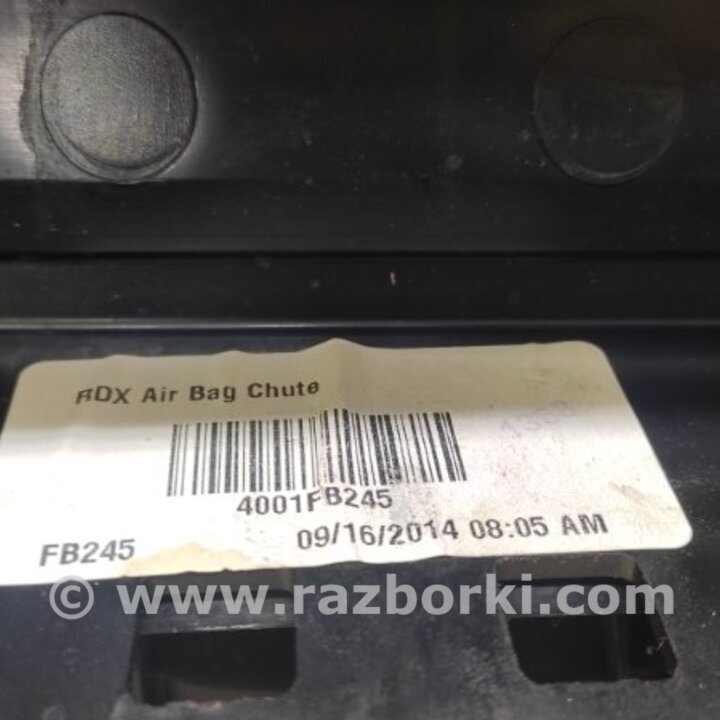 RDX Air Bag Chute
4001FB245
FB245 09/16/2014 08:05 AM
© www.razborki.com